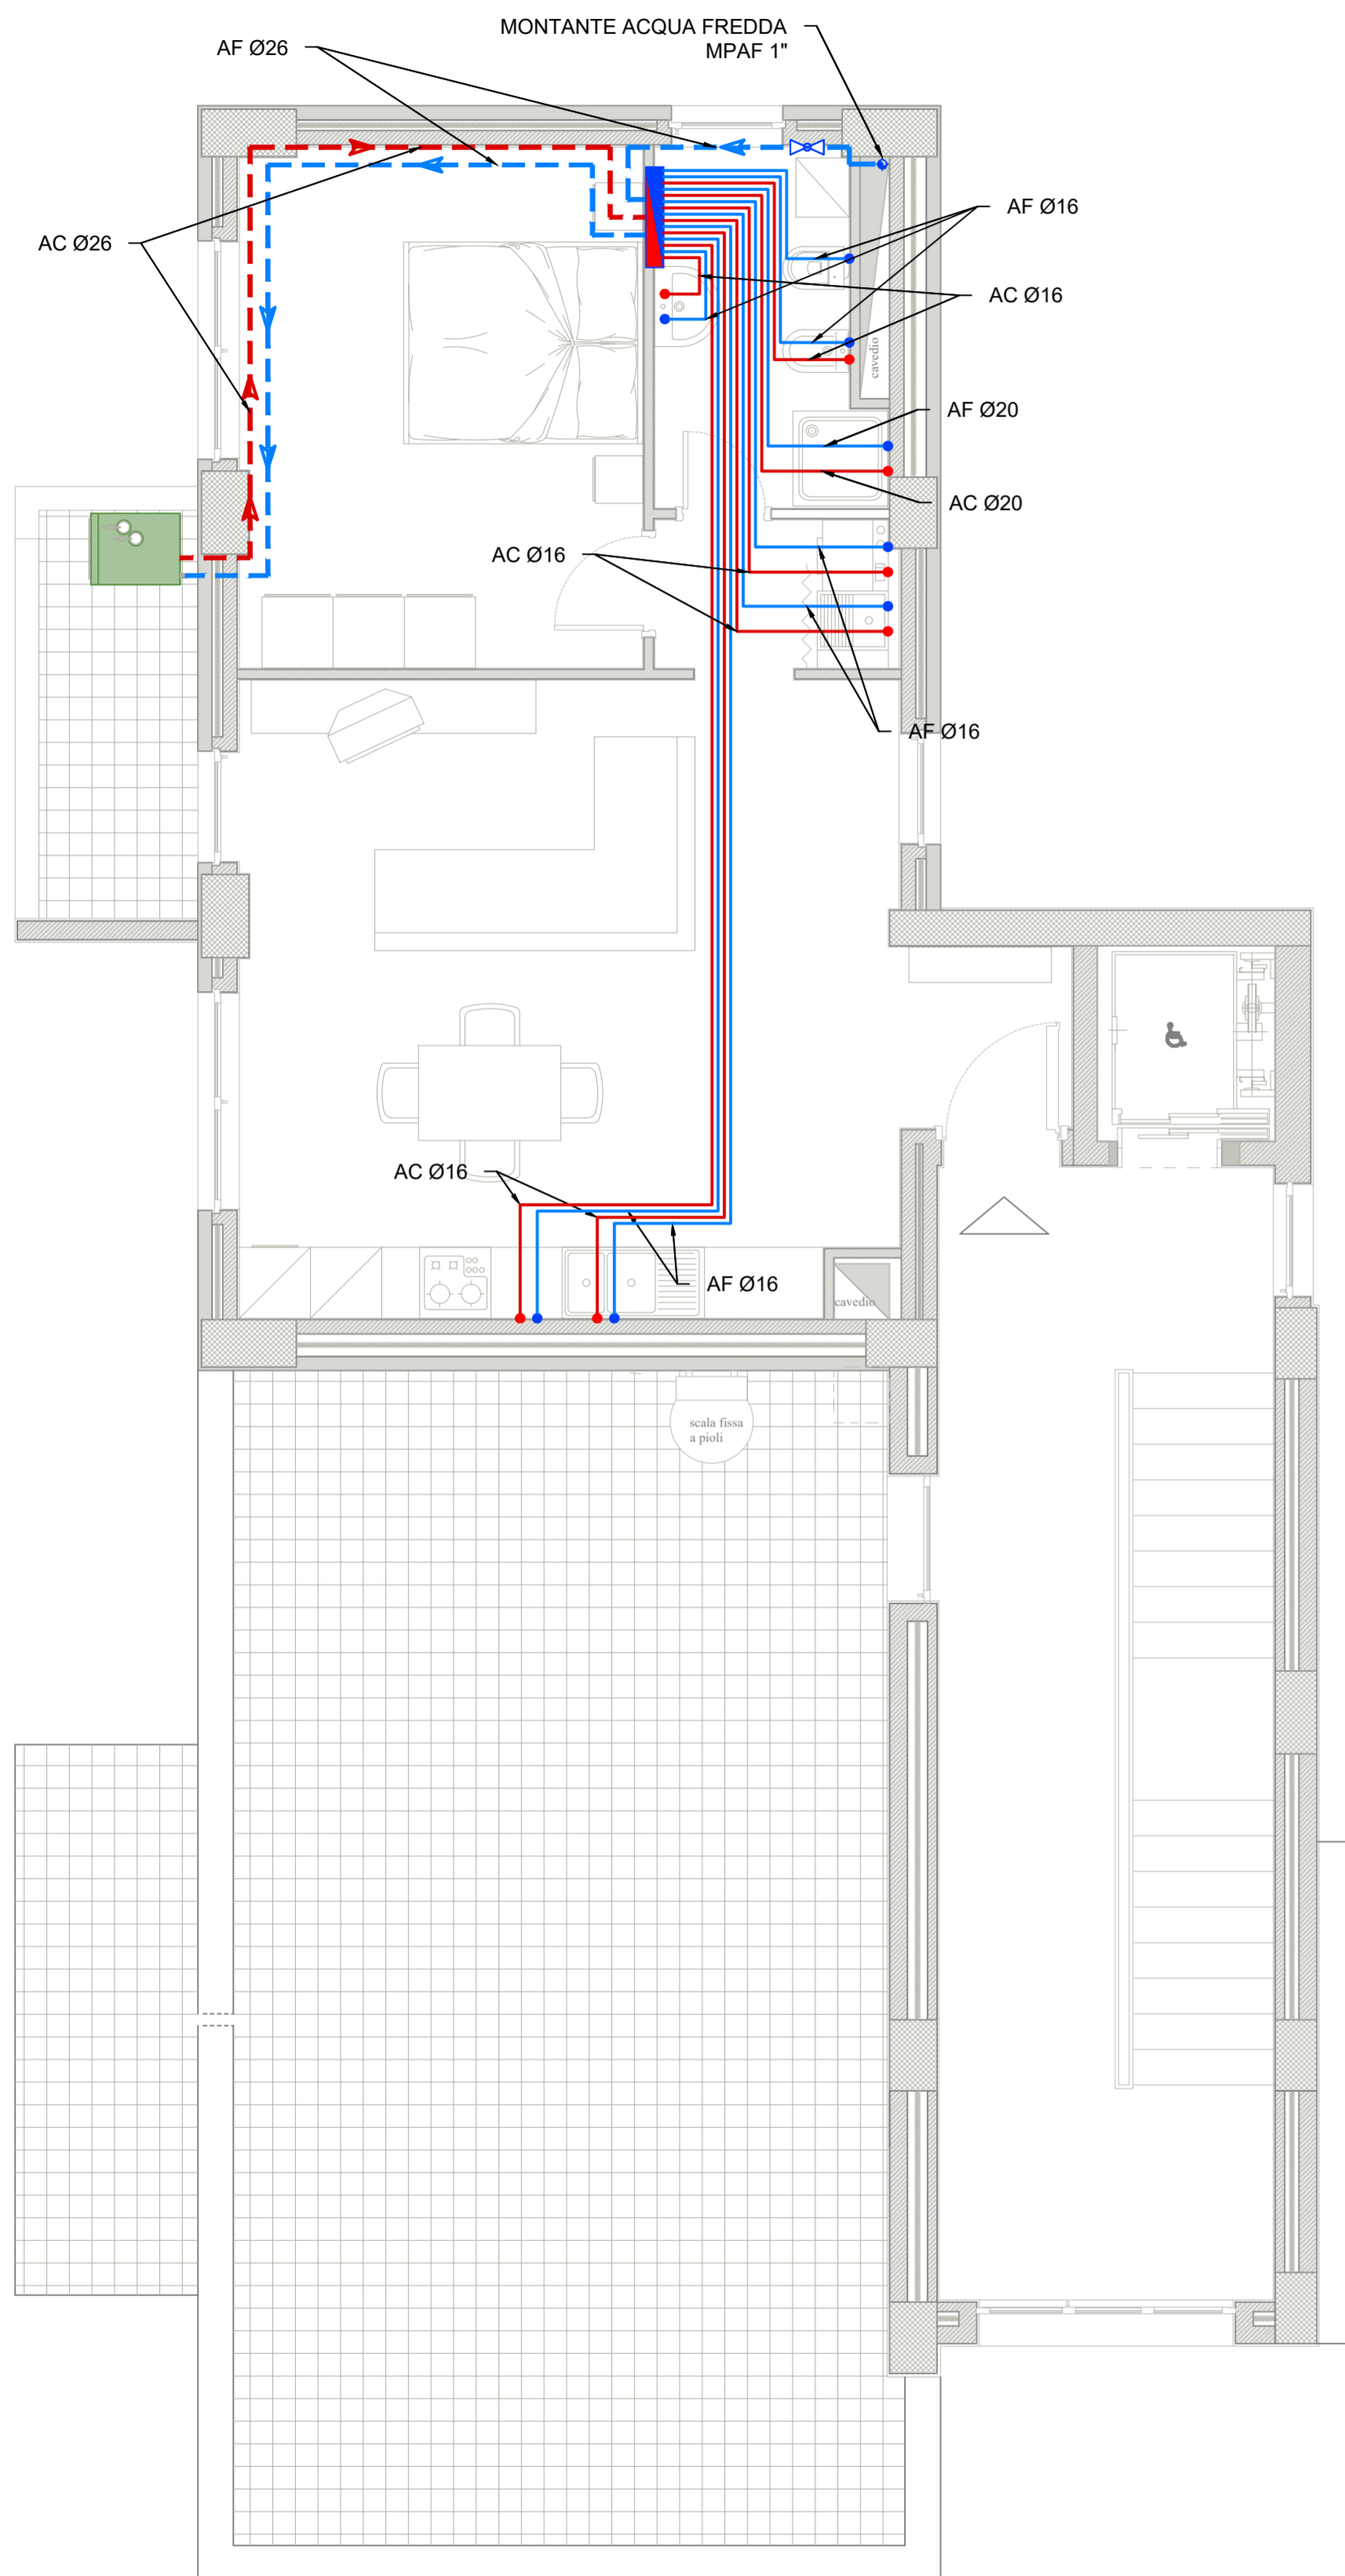 MONTANTE ACQUA FREDDA
MPAF 1"
AF Ø26
AF Ø16
AC Ø26
AC Ø16
cavedio
AF Ø20
AC Ø20
AC Ø16
AF Ø16
AC Ø16
AF Ø16
cavedio
scala fissa
a pioli